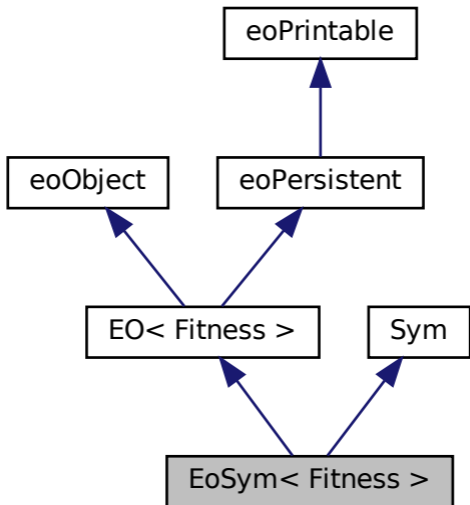 eoPrintable
eoObject
eoPersistent
EO< Fitness >
Sym
EoSym< Fitness >